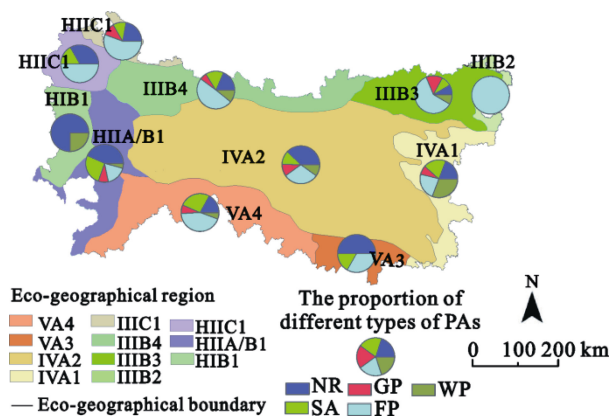 HIIC1
HIIC1
IIIB2
IIIB4
IIIB3
HIB1
HIIA/B1
IVA2
IVA1
VA4
VA3
Eco-geographical region
VA4 IIIC1 HIIC1
VA3 IIIB4 HIIA/B1
IVA2 IIIB3 HIB1
IVA1 IIIB2
Eco-geographical boundary
The proportion of
different types of PAs
NR GP WP
SA FP
N
0 100 200 km